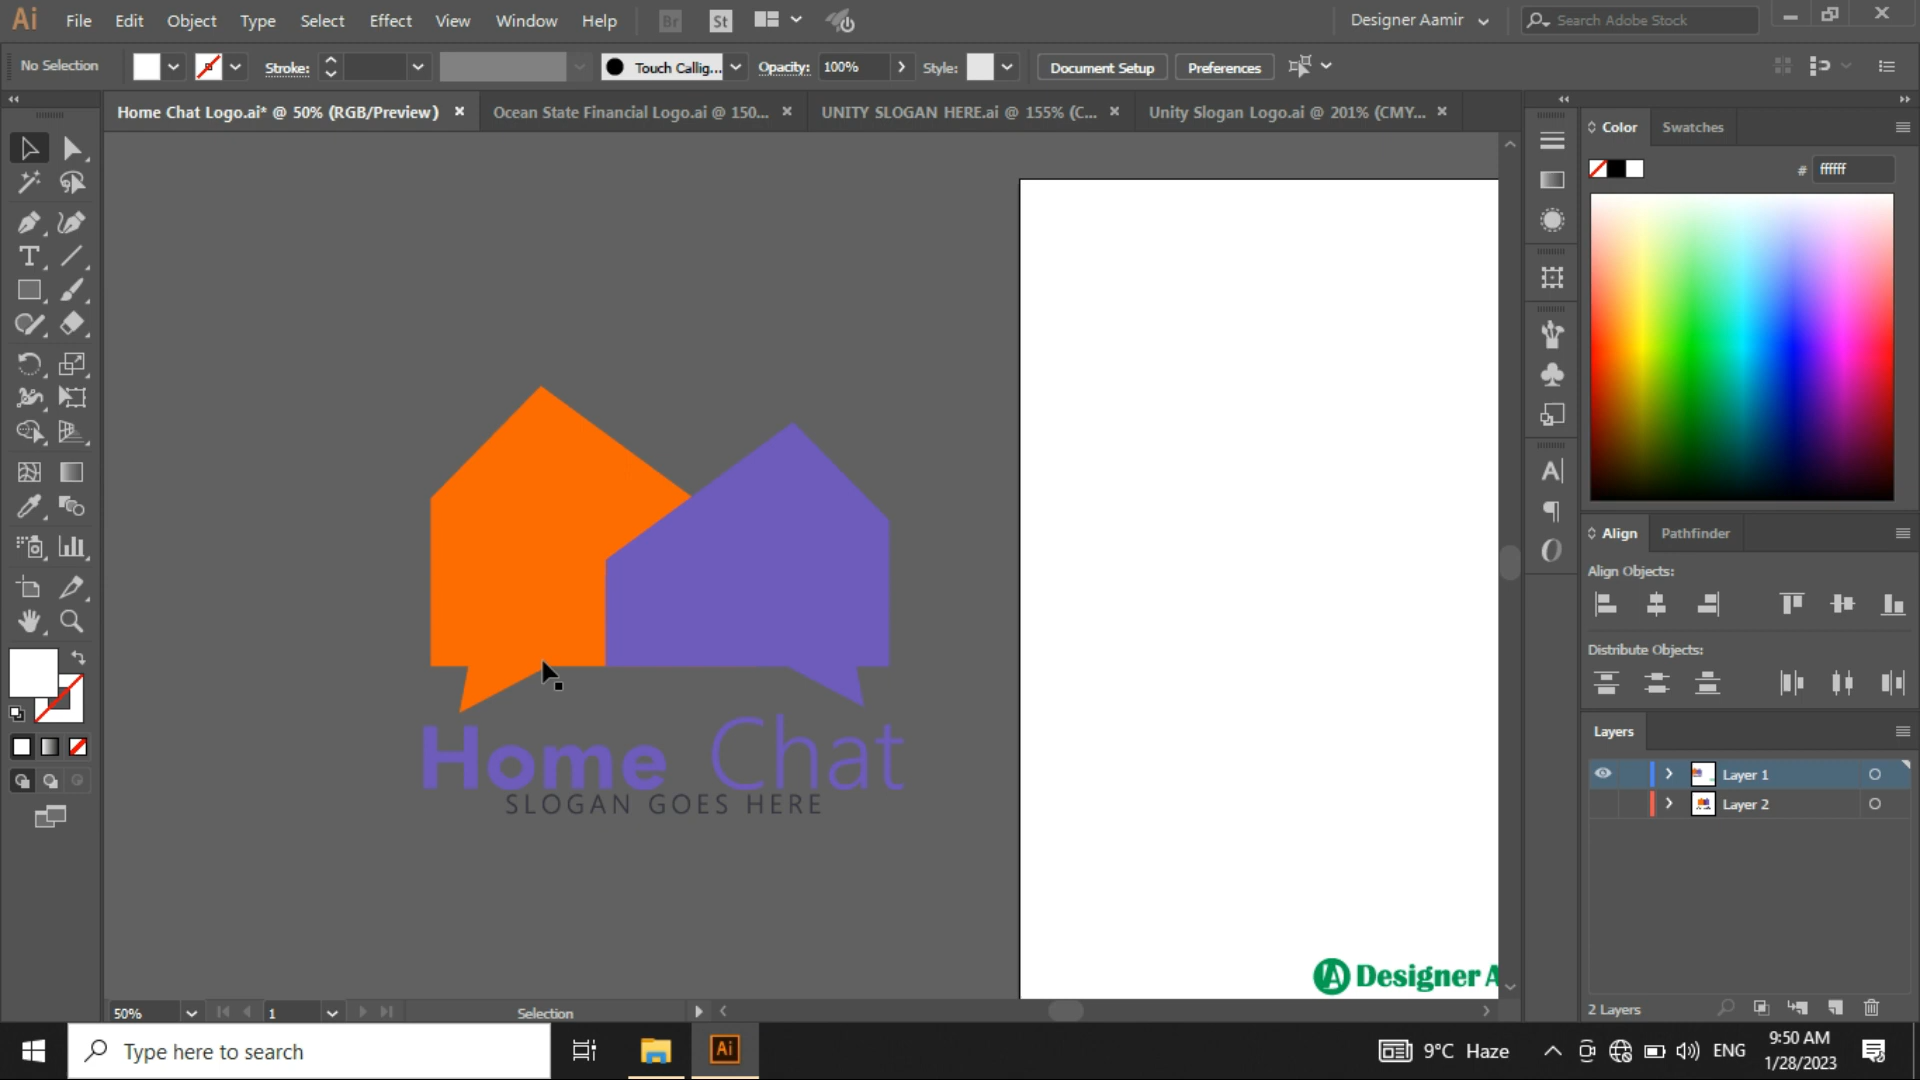 Ai File Edit Object Type Select Effect View Window Help Br St Designer Aamir Search Adobe Stock
No Selection Stroke: Touch Callig... Opacity: 100% Style: Document Setup Preferences
Home Chat Logo.ai* @ 50% (RGB/Preview) Ocean State Financial Logo.ai @ 150... UNITY SLOGAN HERE.ai @ 155% (C... Unity Slogan Logo.ai @ 201% (CMY...
Color Swatches
# ffffff
Align Pathfinder
Align Objects:
Distribute Objects:
Layers
Layer 1
Layer 2
2 Layers
Home Chat
SLOGAN GOES HERE
Designer A
50% 1 Selection
Type here to search Ai 9°C Haze ENG 9:50 AM
1/28/2023